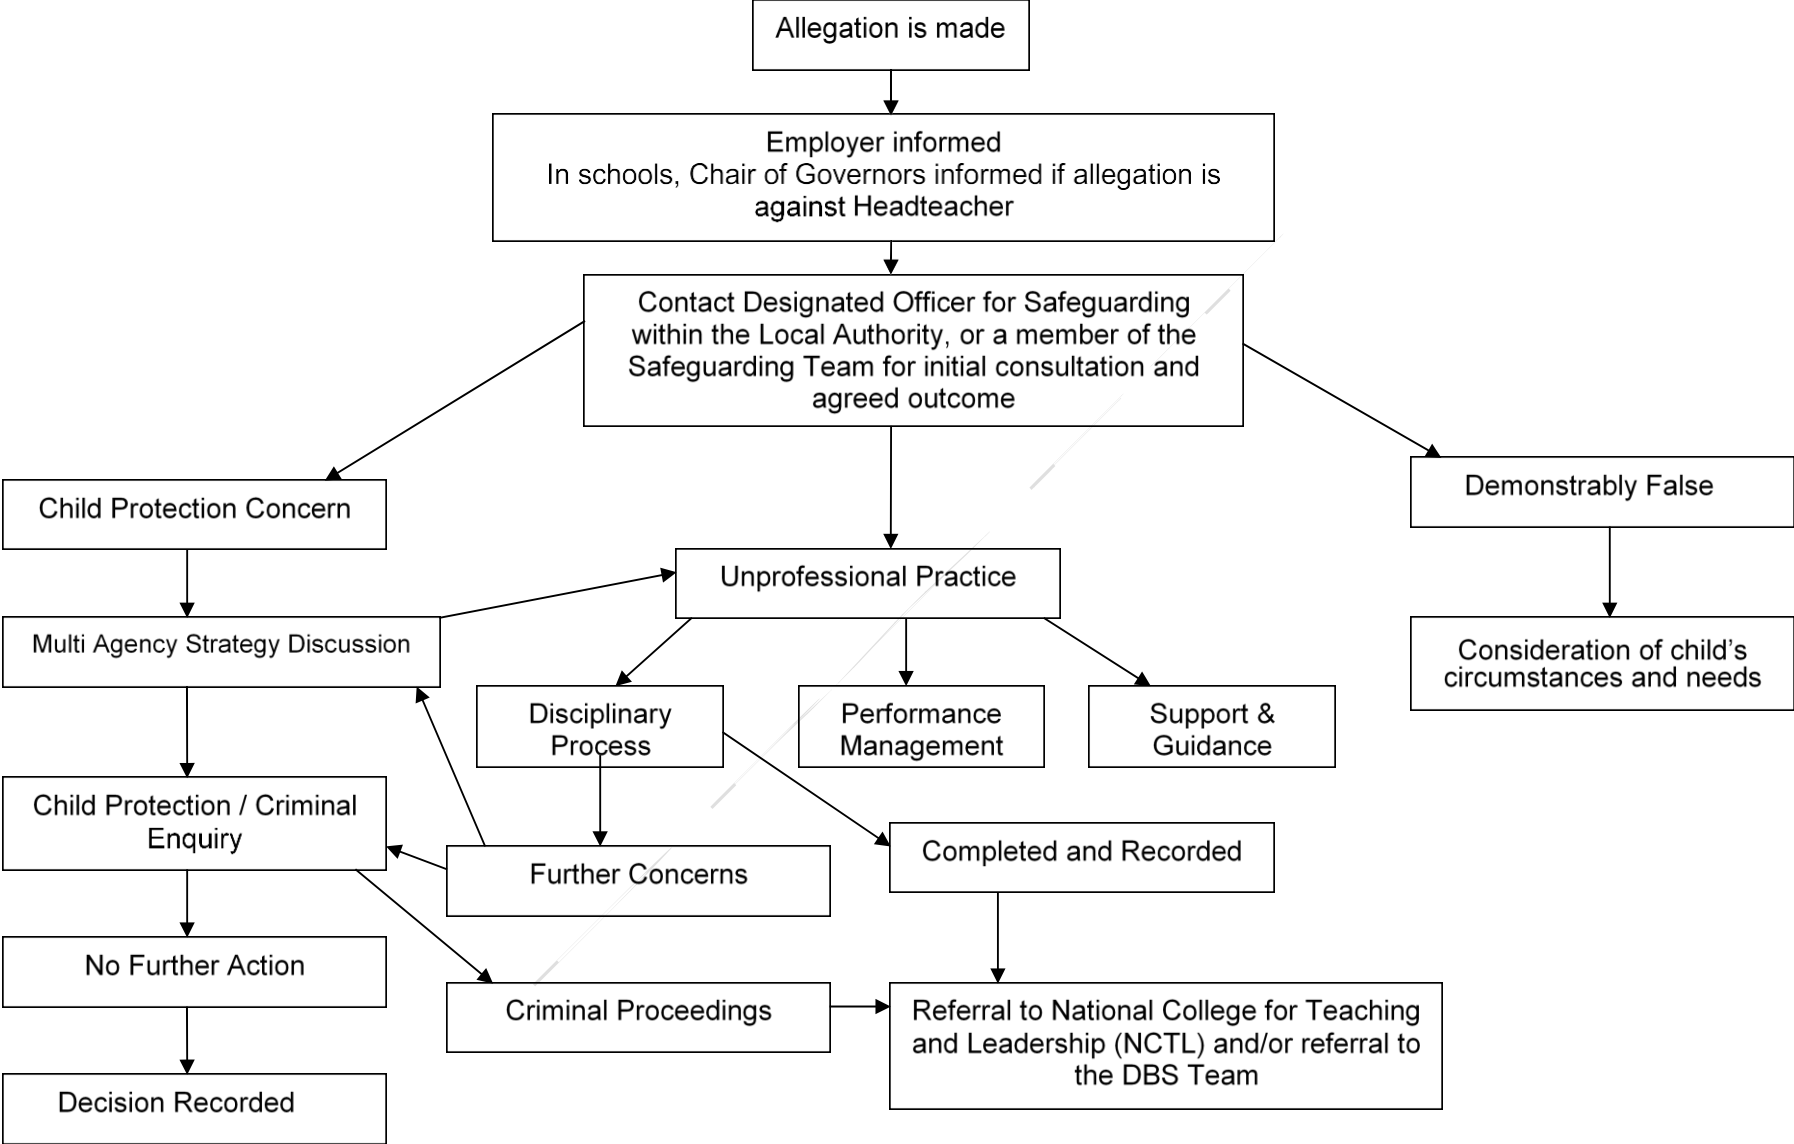 Allegation is made
Employer informed
In schools, Chair of Governors informed if allegation is
against Headteacher
Contact Designated Officer for Safeguarding
within the Local Authority, or a member of the
Safeguarding Team for initial consultation and
agreed outcome
Child Protection Concern
Demonstrably False
Unprofessional Practice
Multi Agency Strategy Discussion
Consideration of child’s
circumstances and needs
Disciplinary
Process
Performance
Management
Support &
Guidance
Child Protection / Criminal
Enquiry
Further Concerns
Completed and Recorded
No Further Action
Criminal Proceedings
Referral to National College for Teaching
and Leadership (NCTL) and/or referral to
the DBS Team
Decision Recorded